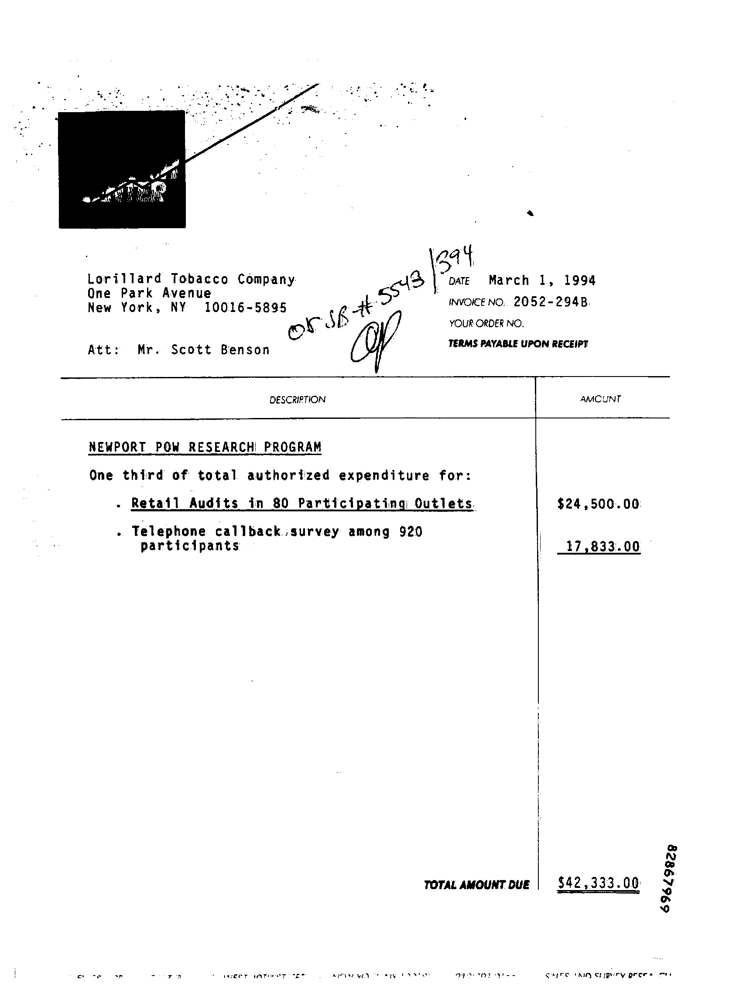 394
OK SB # 5543
Lorillard Tobacco Company
One Park Avenue
New York, NY 10016-5895
Att: Mr. Scott Benson
DATE March 1, 1994
INVOICE NO. 2052-294B
YOUR ORDER NO.
TERMS PAYABLE UPON RECEIPT
DESCRIPTION AMOUNT
NEWPORT POW RESEARCH PROGRAM
One third of total authorized expenditure for:
. Retail Audits in 80 Participating Outlets $24,500.00
. Telephone callback survey among 920
participants 17,833.00
TOTAL AMOUNT DUE $42,333.00
82867969